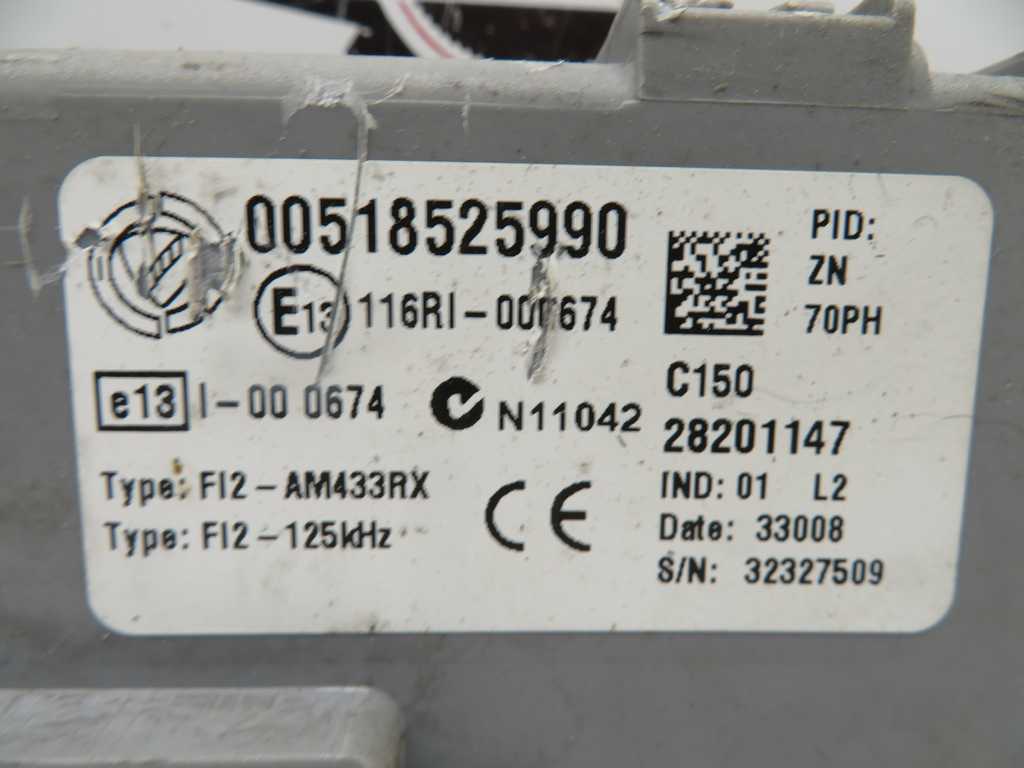 00518525990
E13 116RI-000674
e13 I-00 0674
N11042
Type: FI2-AM433RX
Type: FI2-125kHz
CE
PID:
ZN
70PH
C150
28201147
IND: 01 L2
Date: 33008
S/N: 32327509